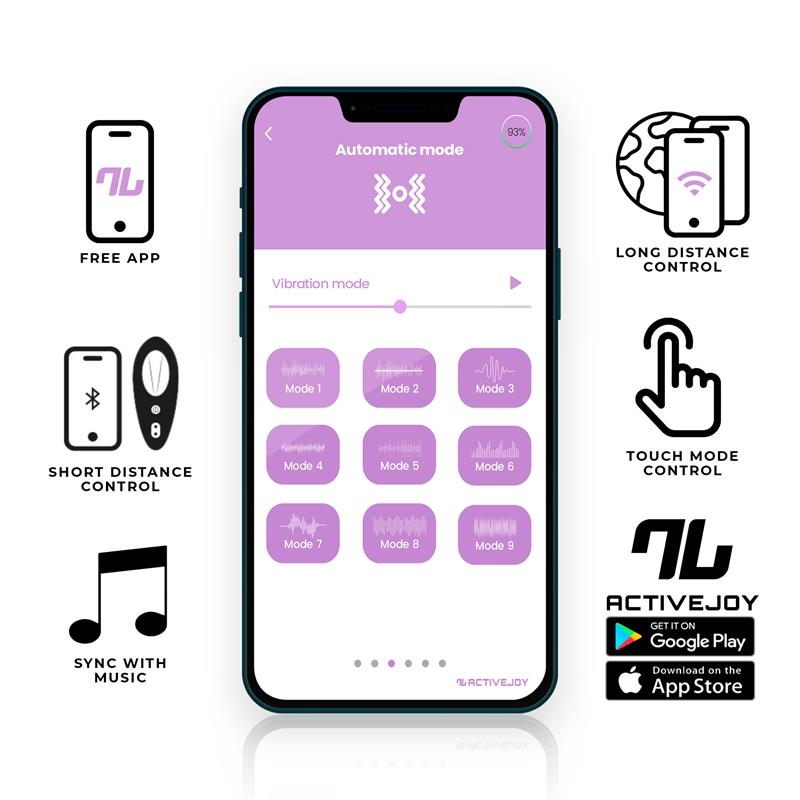 FREE APP
SHORT DISTANCE
CONTROL
SYNC WITH
MUSIC
93%
Automatic mode
Vibration mode
Mode 1
Mode 2
Mode 3
Mode 4
Mode 5
Mode 6
Mode 7
Mode 8
Mode 9
ACTIVEJOY
LONG DISTANCE
CONTROL
TOUCH MODE
CONTROL
ACTIVEJOY
GET IT ON
Google Play
Download on the
App Store